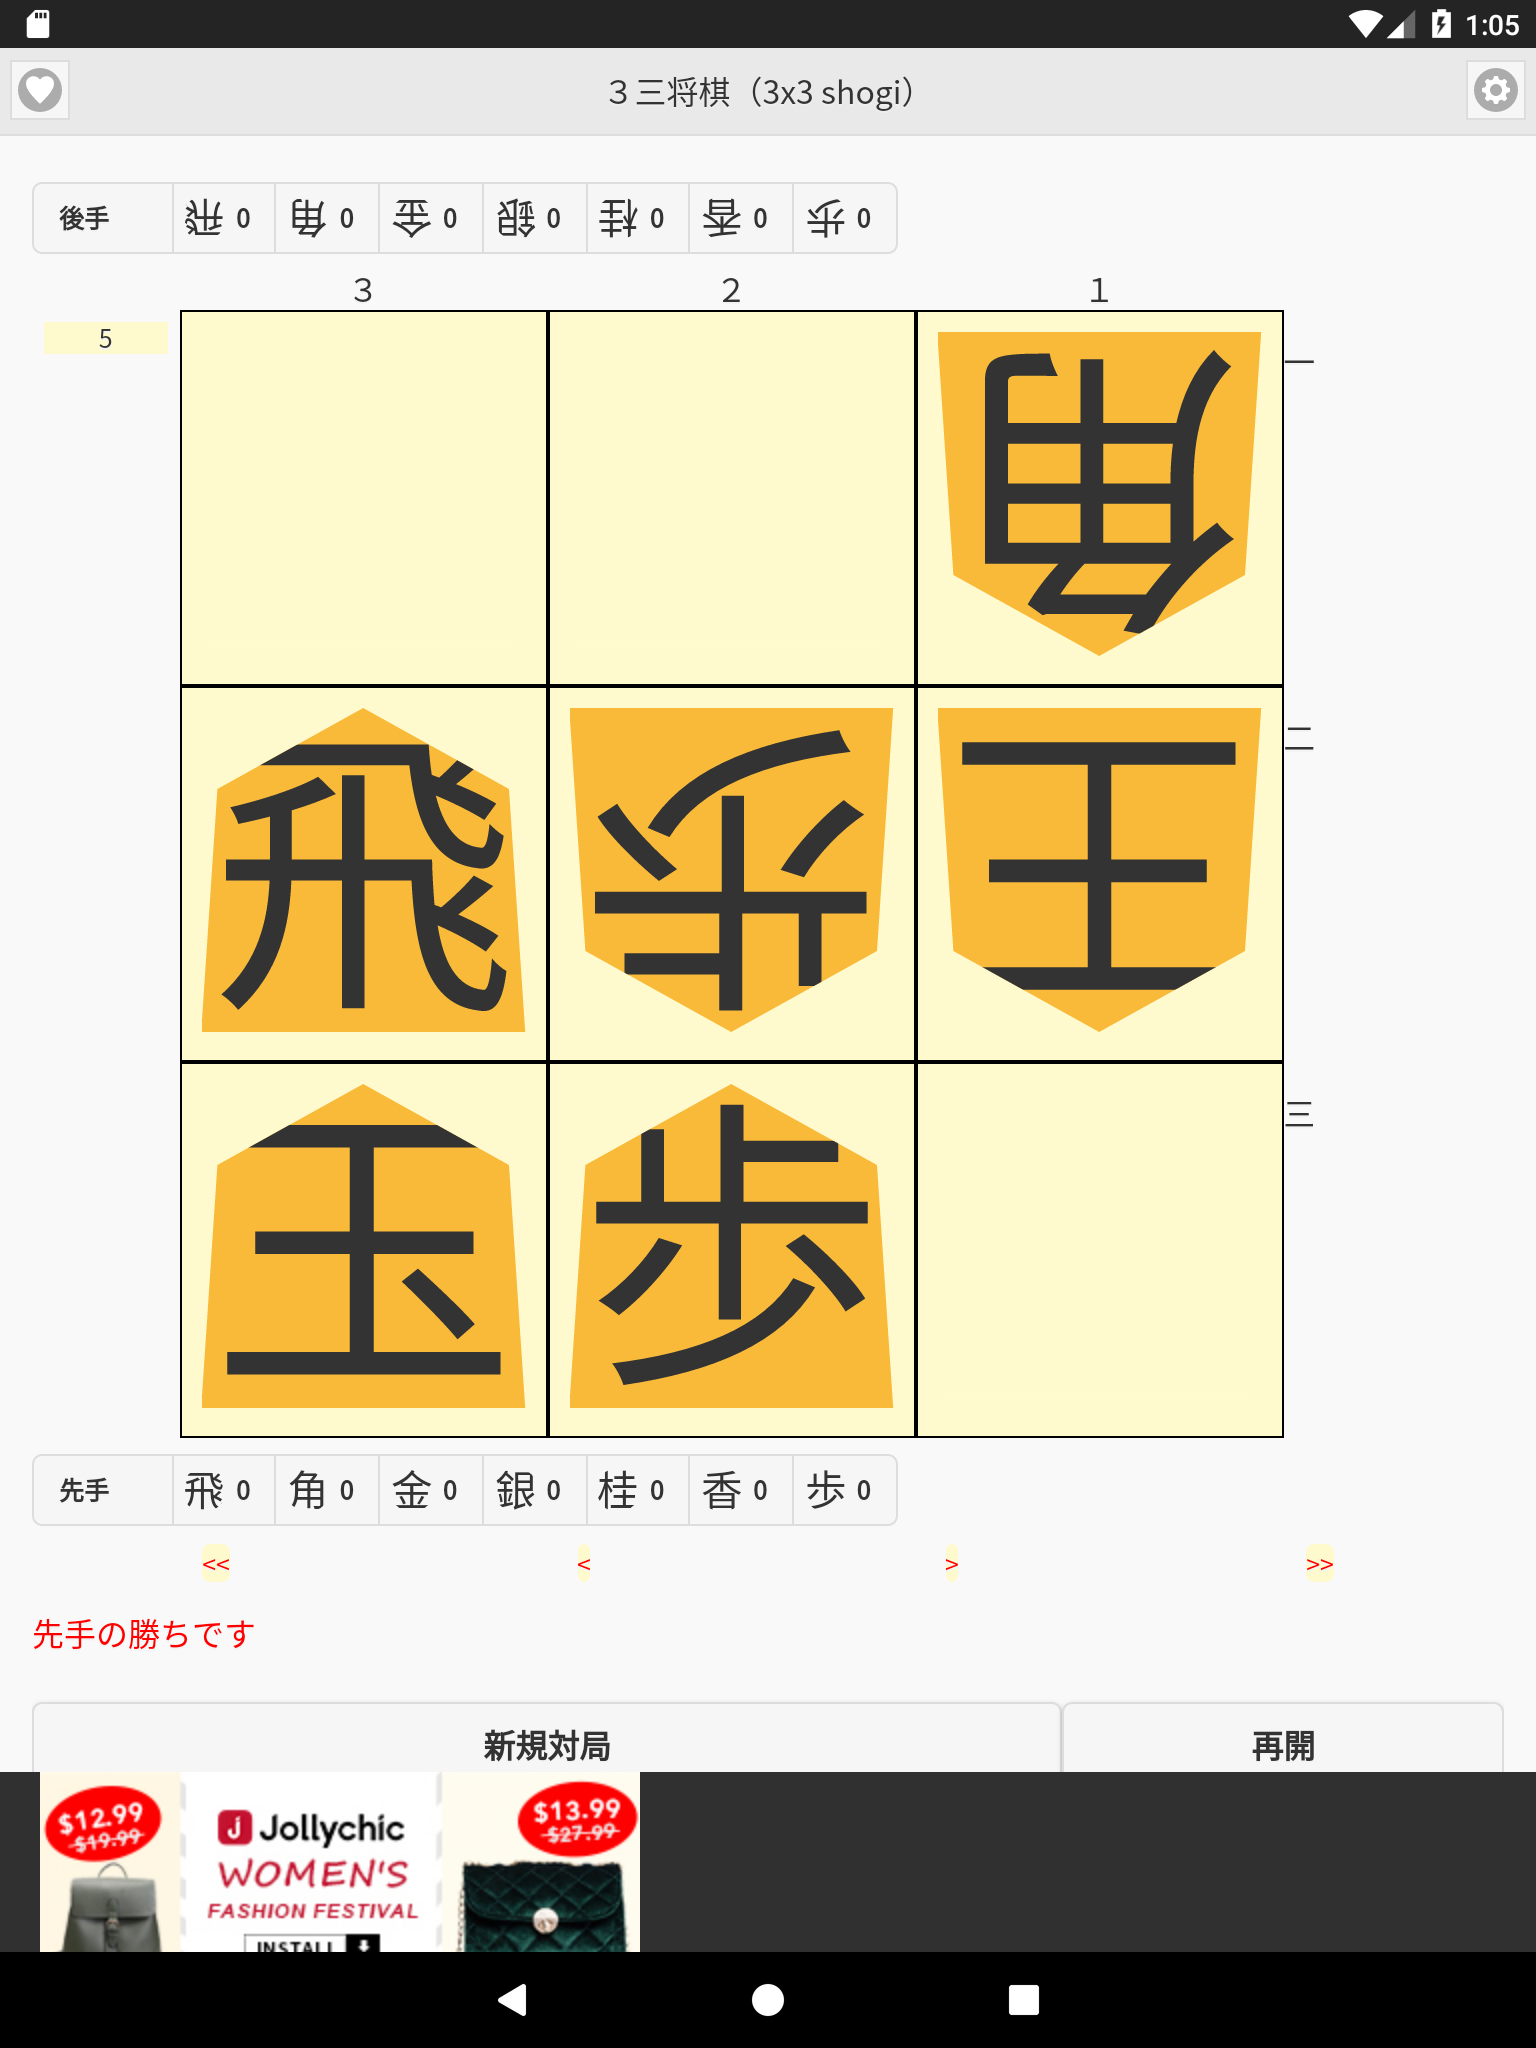 1:05
３三将棋（3x3 shogi）
後手 飛 0 角 0 金 0 銀 0 桂 0 香 0 歩 0
3 2 1
5
角 一
飛 歩 王 二
玉 歩 三
先手 飛 0 角 0 金 0 銀 0 桂 0 香 0 歩 0
<< < > >>
先手の勝ちです
新規対局 再開
$12.99
$19.99
Jollychic
WOMEN'S
FASHION FESTIVAL
INSTALL
$13.99
$27.99